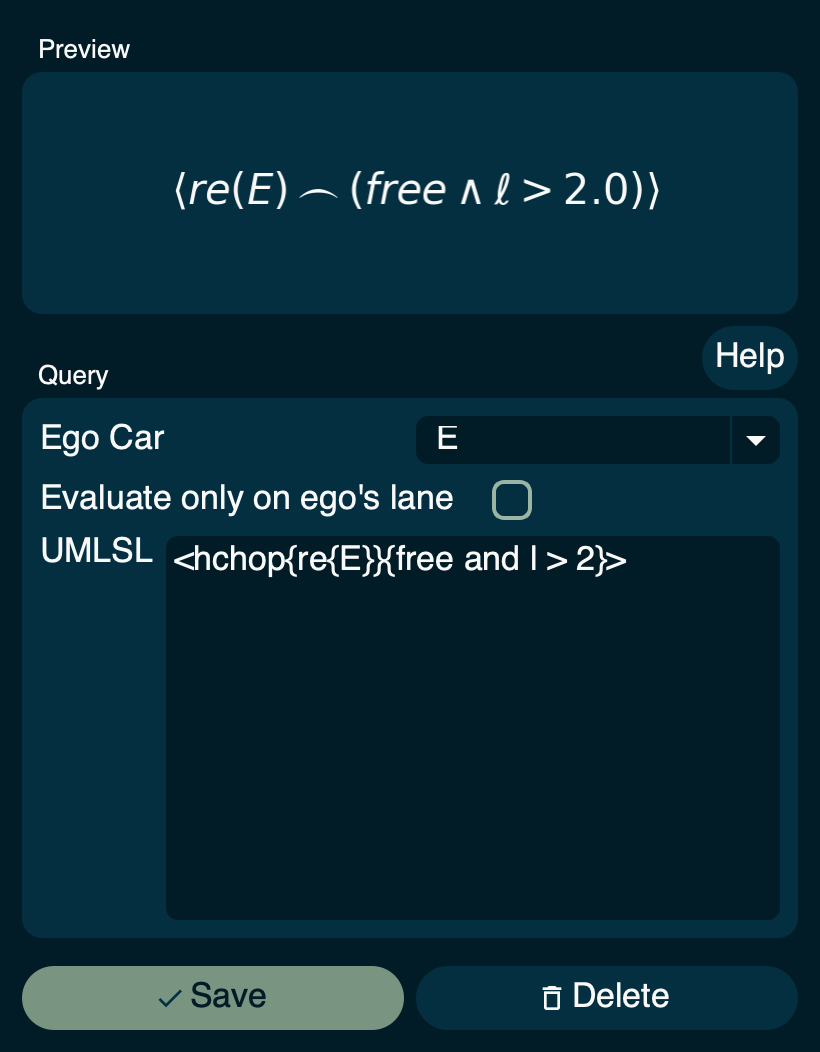 Preview
⟨re(E) ⌢ (free ∧ ℓ > 2.0)⟩
Help
Query
Ego Car E
Evaluate only on ego's lane
UMLSL <hchop{re{E}}{free and l > 2}>
Save Delete